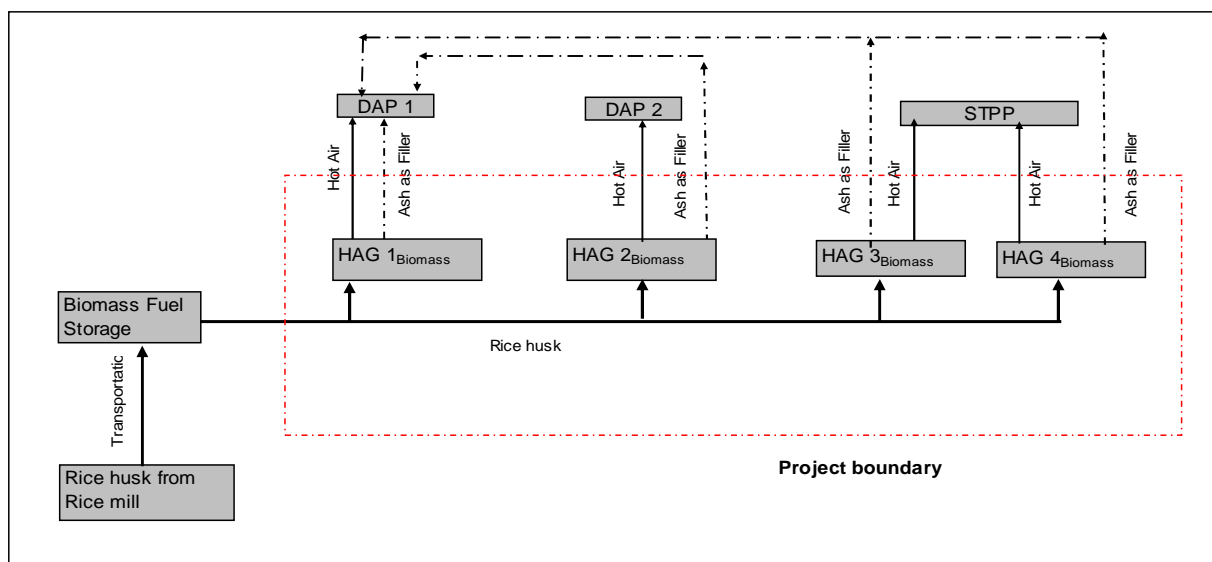 DAP 1
DAP 2
STPP
Hot Air
Ash as Filler
Hot Air
Ash as Filler
Ash as Filler
Hot Air
Hot Air
Ash as Filler
HAG 1Biomass
HAG 2Biomass
HAG 3Biomass
HAG 4Biomass
Biomass Fuel
Storage
Rice husk
Transportatic
Project boundary
Rice husk from
Rice mill